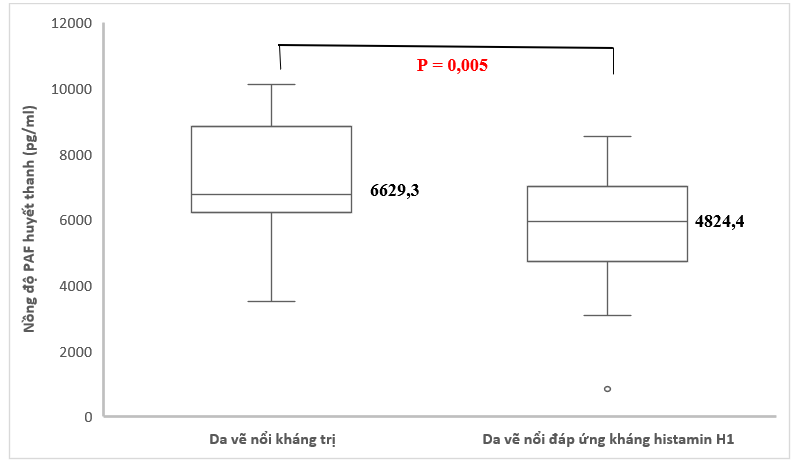 12000
P = 0,005
10000
8000
6629,3
6000
4824,4
4000
2000
0
Nồng độ PAF huyết thanh (pg/ml)
Da vẽ nổi kháng trị
Da vẽ nổi đáp ứng kháng histamin H1